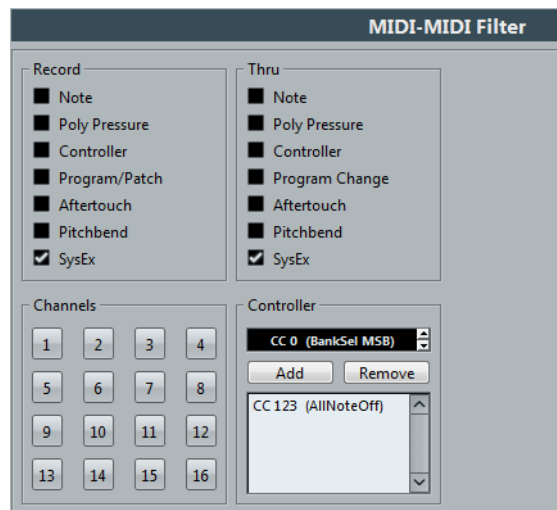 MIDI-MIDI Filter
Record
Note
Poly Pressure
Controller
Program/Patch
Aftertouch
Pitchbend
SysEx
Thru
Note
Poly Pressure
Controller
Program Change
Aftertouch
Pitchbend
SysEx
Channels
1 2 3 4
5 6 7 8
9 10 11 12
13 14 15 16
Controller
CC 0 (BankSel MSB)
Add Remove
CC 123 (AllNoteOff)